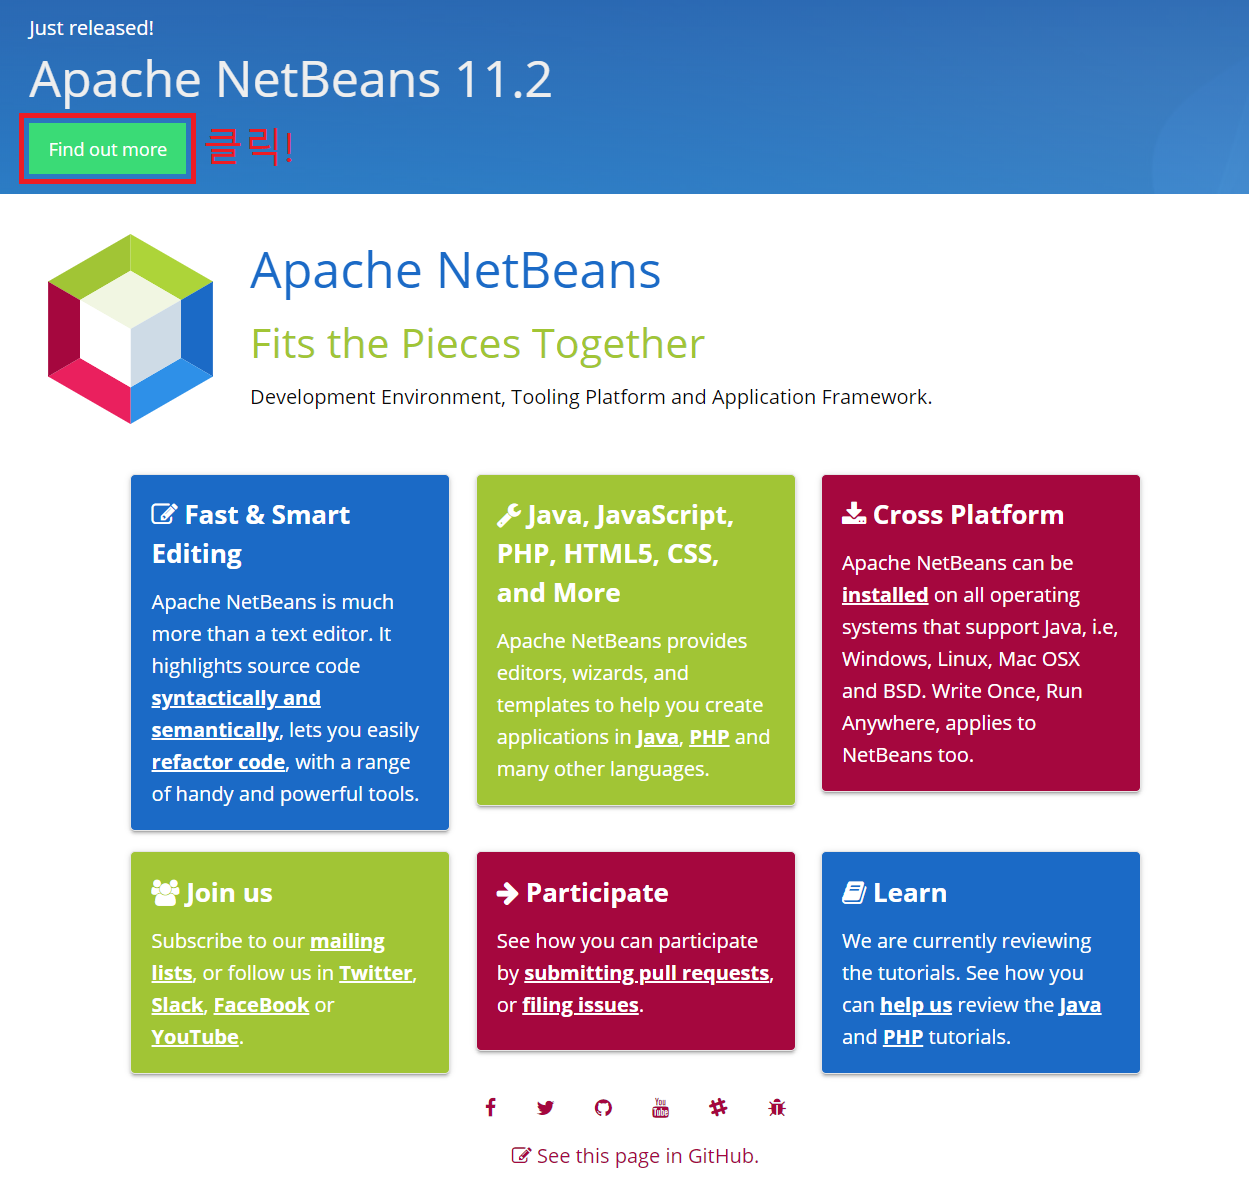 Just released!
Apache NetBeans 11.2
Find out more
클릭!
Apache NetBeans
Fits the Pieces Together
Development Environment, Tooling Platform and Application Framework.
Fast & Smart
Editing
Apache NetBeans is much
more than a text editor. It
highlights source code
syntactically and
semantically, lets you easily
refactor code, with a range
of handy and powerful tools.
Java, JavaScript,
PHP, HTML5, CSS,
and More
Apache NetBeans provides
editors, wizards, and
templates to help you create
applications in Java, PHP and
many other languages.
Cross Platform
Apache NetBeans can be
installed on all operating
systems that support Java, i.e,
Windows, Linux, Mac OSX
and BSD. Write Once, Run
Anywhere, applies to
NetBeans too.
Join us
Subscribe to our mailing
lists, or follow us in Twitter,
Slack, FaceBook or
YouTube.
Participate
See how you can participate
by submitting pull requests,
or filing issues.
Learn
We are currently reviewing
the tutorials. See how you
can help us review the Java
and PHP tutorials.
You
Tube
See this page in GitHub.